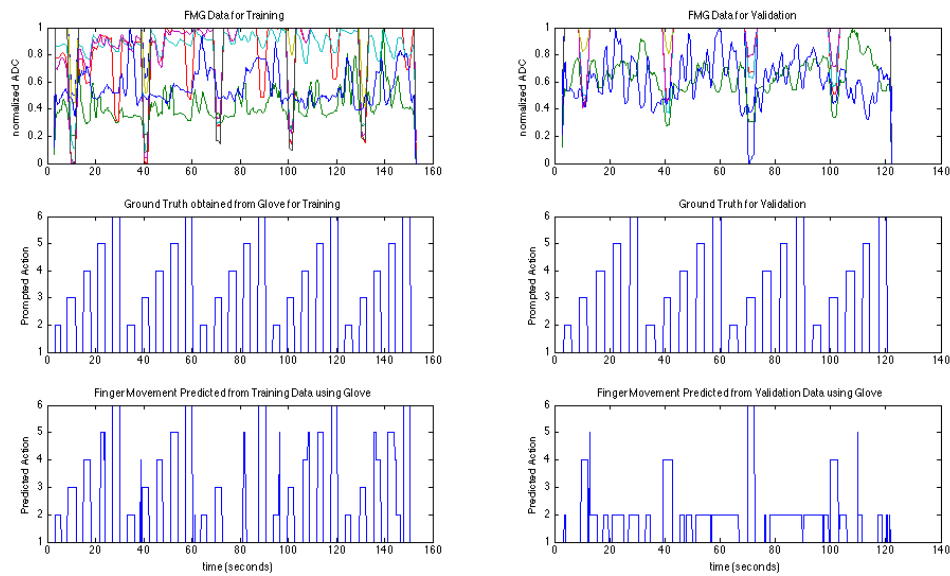 FMG Data for Training
normalized ADC
1
0.8
0.6
0.4
0.2
0
0 20 40 60 80 100 120 140 160
FMG Data for Validation
normalized ADC
1
0.8
0.6
0.4
0.2
0
0 20 40 60 80 100 120 140
Ground Truth obtained from Glove for Training
Prompted Action
6
5
4
3
2
1
0 20 40 60 80 100 120 140 160
Ground Truth for Validation
Prompted Action
6
5
4
3
2
1
0 20 40 60 80 100 120 140
Finger Movement Predicted from Training Data using Glove
Predicted Action
6
5
4
3
2
1
0 20 40 60 80 100 120 140 160
time (seconds)
Finger Movement Predicted from Validation Data using Glove
Predicted Action
6
5
4
3
2
1
0 20 40 60 80 100 120 140
time (seconds)